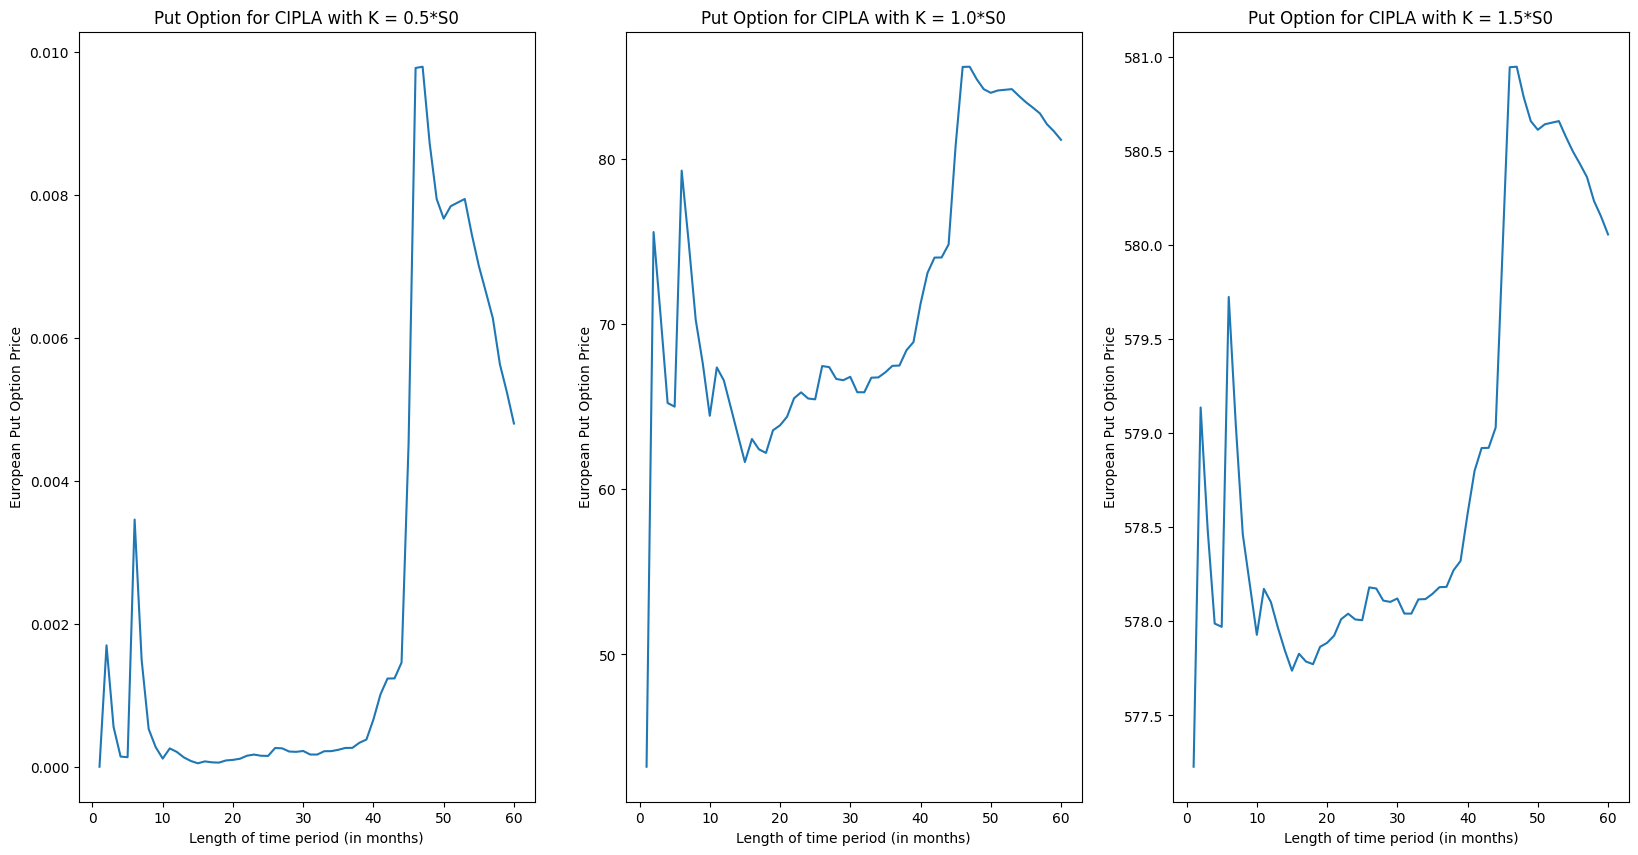 Put Option for CIPLA with K = 0.5*S0
0.010
0.008
0.006
0.004
0.002
0.000
European Put Option Price
0 10 20 30 40 50 60
Length of time period (in months)
Put Option for CIPLA with K = 1.0*S0
80
70
60
50
European Put Option Price
0 10 20 30 40 50 60
Length of time period (in months)
Put Option for CIPLA with K = 1.5*S0
581.0
580.5
580.0
579.5
579.0
578.5
578.0
577.5
European Put Option Price
0 10 20 30 40 50 60
Length of time period (in months)